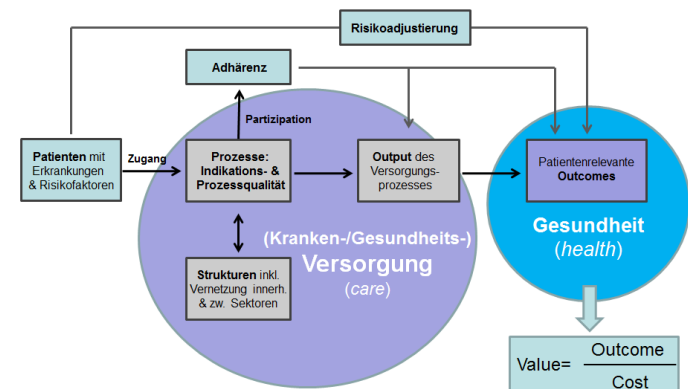 Risikoadjustierung
Adhärenz
Partizipation
Patienten mit
Erkrankungen
& Risikofaktoren
Zugang
Prozesse:
Indikations- &
Prozessqualität
Output des
Versorgungs-
prozesses
Patientenrelevante
Outcomes
(Kranken-/Gesundheits-)
Versorgung
(care)
Gesundheit
(health)
Strukturen inkl.
Vernetzung innerh.
& zw. Sektoren
Value= Outcome
Cost